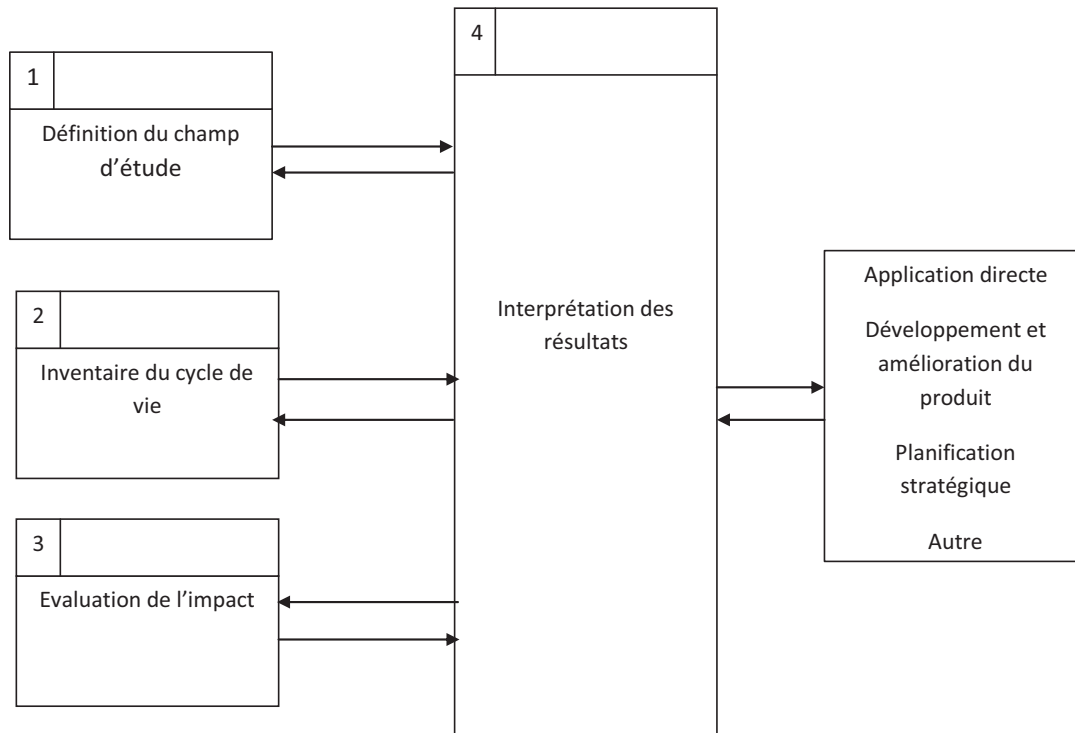 1
Définition du champ
d’étude
2
Inventaire du cycle de
vie
3
Evaluation de l’impact
4
Interprétation des
résultats
Application directe
Développement et
amélioration du
produit
Planification
stratégique
Autre